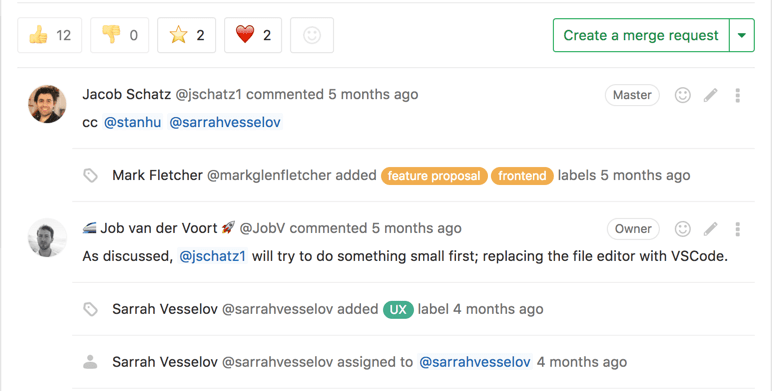 👍 12 👎 0 ⭐ 2 ❤️ 2 Create a merge request
Jacob Schatz @jschatz1 commented 5 months ago Master
cc @stanhu @sarrahvesselov
Mark Fletcher @markglenfletcher added feature proposal frontend labels 5 months ago
🚄 Job van der Voort 🚀 @JobV commented 5 months ago Owner
As discussed, @jschatz1 will try to do something small first; replacing the file editor with VSCode.
Sarrah Vesselov @sarrahvesselov added UX label 4 months ago
Sarrah Vesselov @sarrahvesselov assigned to @sarrahvesselov 4 months ago